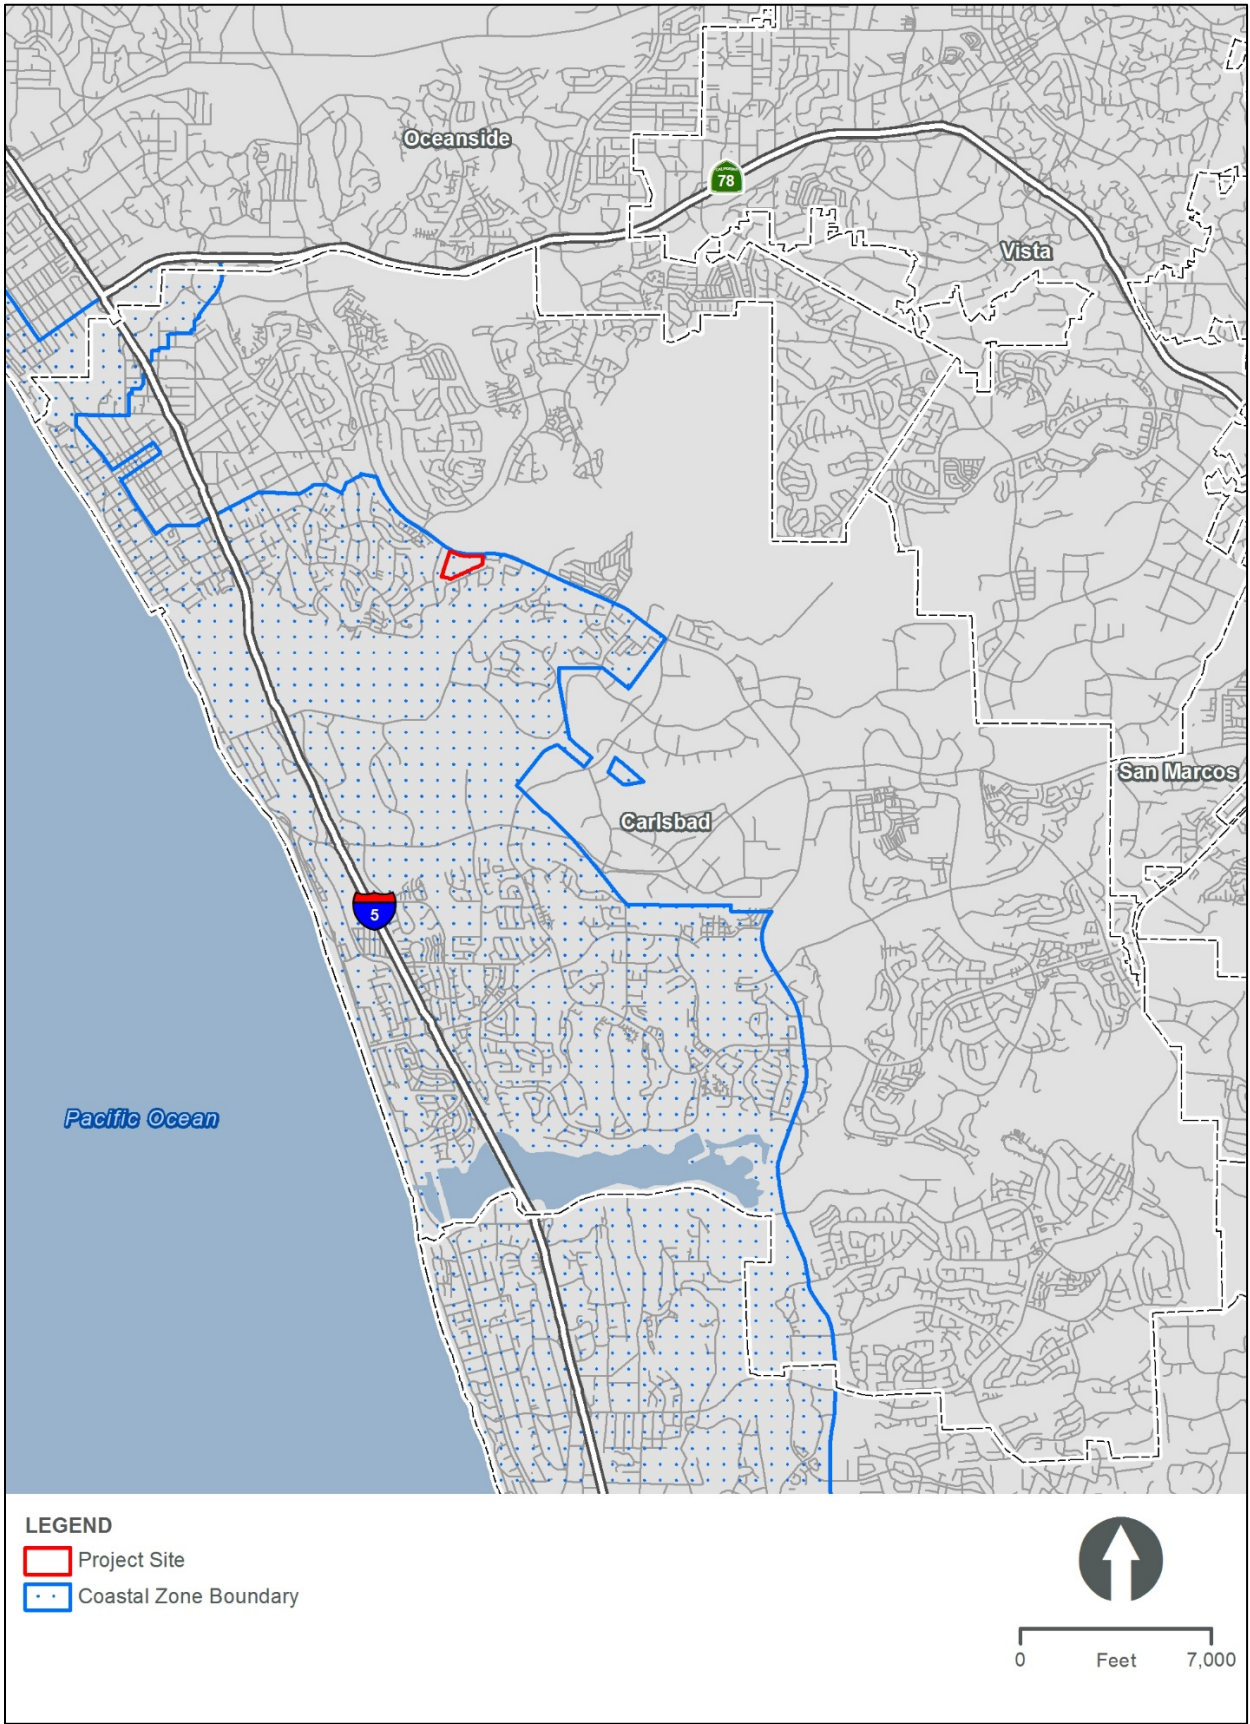 Oceanside
78
Vista
San Marcos
Carlsbad
5
Pacific Ocean
LEGEND
Project Site
Coastal Zone Boundary
0 Feet 7,000